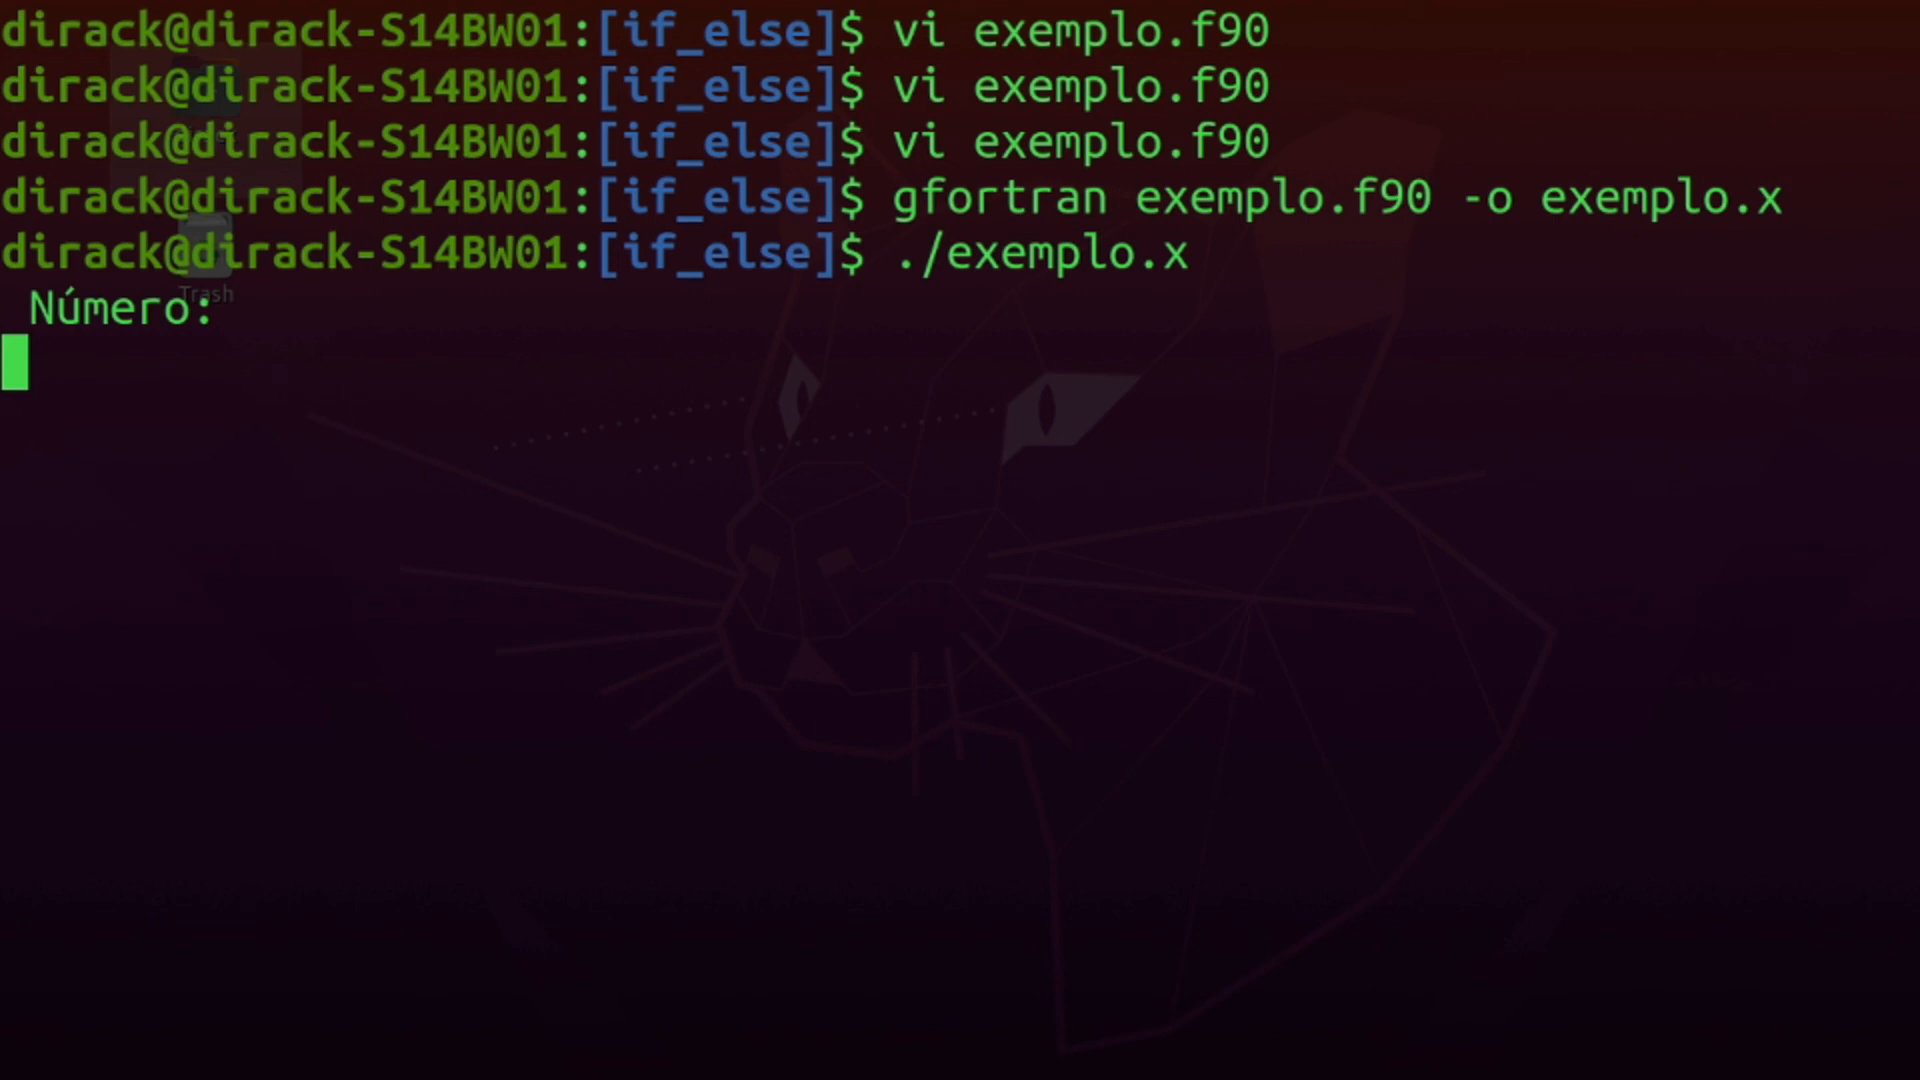 dirack@dirack-S14BW01:[if_else]$ vi exemplo.f90
dirack@dirack-S14BW01:[if_else]$ vi exemplo.f90
dirack@dirack-S14BW01:[if_else]$ vi exemplo.f90
dirack@dirack-S14BW01:[if_else]$ gfortran exemplo.f90 -o exemplo.x
dirack@dirack-S14BW01:[if_else]$ ./exemplo.x
Trash
Número: